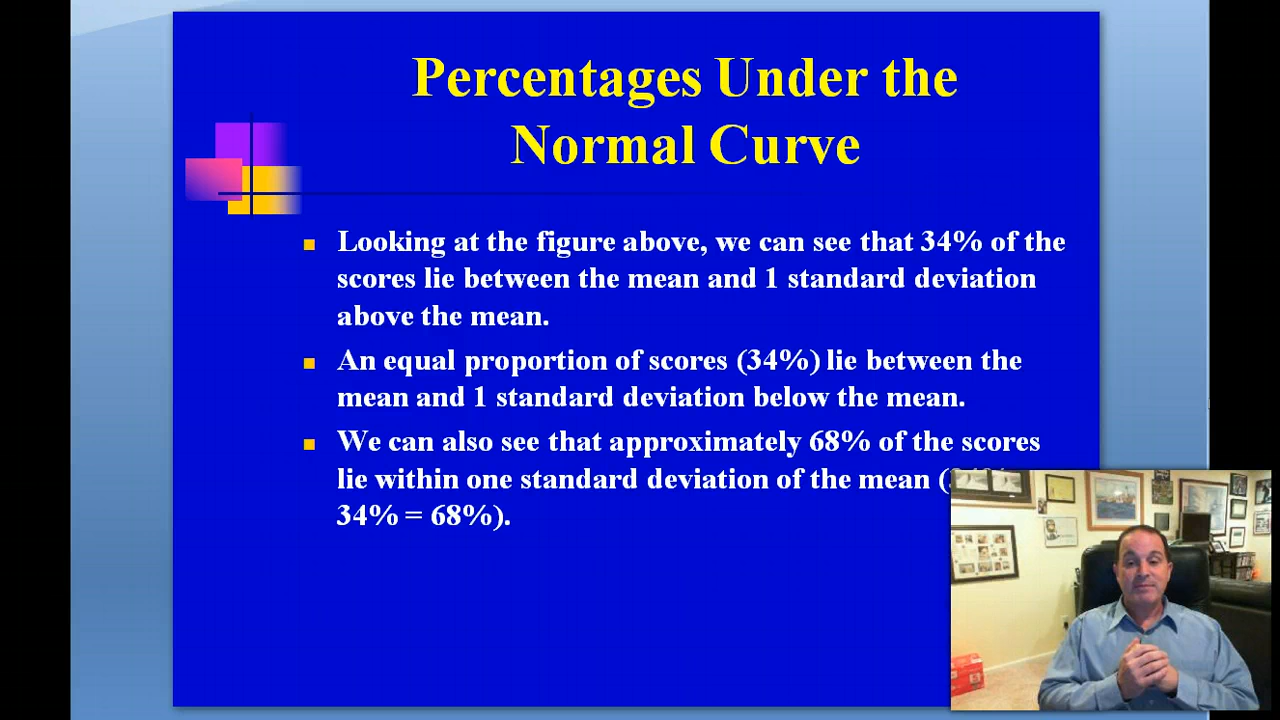 Percentages Under the
Normal Curve
Looking at the figure above, we can see that 34% of the
scores lie between the mean and 1 standard deviation
above the mean.
An equal proportion of scores (34%) lie between the
mean and 1 standard deviation below the mean.
We can also see that approximately 68% of the scores
lie within one standard deviation of the mean (
34% = 68%).